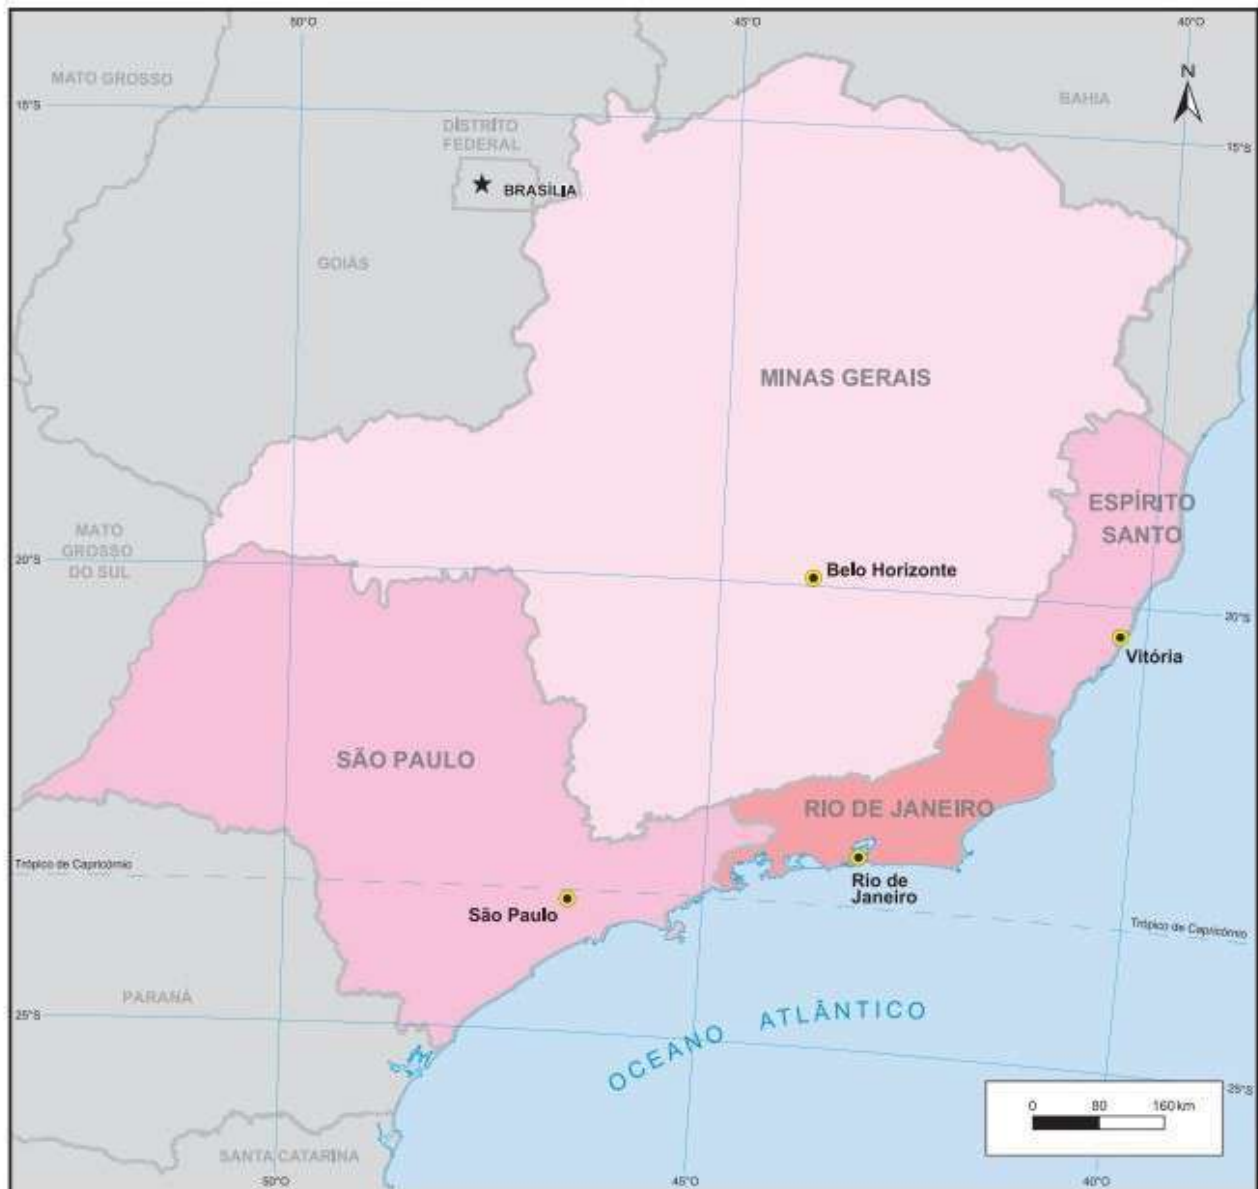 50°O
45°O
40°O
MATO GROSSO
15°S
DISTRITO
FEDERAL
BRASÍLIA
BAHIA
N
15°S
GOIÁS
MINAS GERAIS
ESPÍRITO
SANTO
MATO
GROSSO
DO SUL
20°S
Belo Horizonte
20°S
Vitória
SÃO PAULO
RIO DE JANEIRO
Trópico de Capricórnio
Rio de
Janeiro
São Paulo
Trópico de Capricórnio
PARANÁ
25°S
OCEANO ATLÂNTICO
25°S
0 80 160 km
SANTA CATARINA
50°O
45°O
40°O